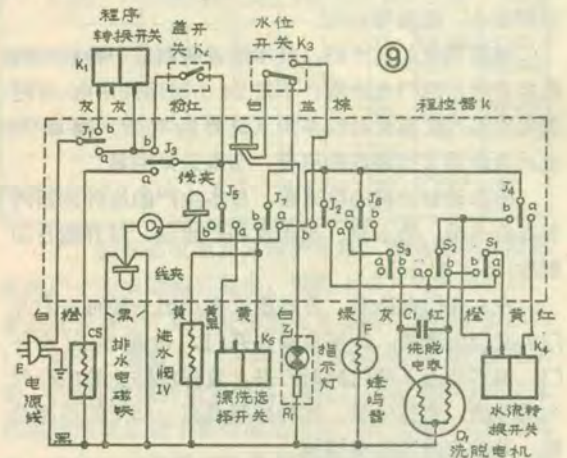 程序
转换开关
K₁
盖开
关K₂
水位
开关K₃
⑨
灰 灰 粉红 白 蓝 棕
程控器K
J₁ b a
b J₃ a
线夹
J₅ b a
J₇ b a
J₂ b a
J₆ b a
J₄ b a
S₃ a b
S₂ a b
S₁ a b
线夹
白 橙 黑 黄 黄黑 黄 白 绿 灰 C₁ 红 橙 黄 红
E
电源线
CS
排水电磁铁
进水阀
IV
K₅
漂洗选
择开关
Z₁
R₁
指示灯
F
蜂鸣器
洗脱
电容器
K₄
水流转
换开关
D₁
洗脱电机
黑